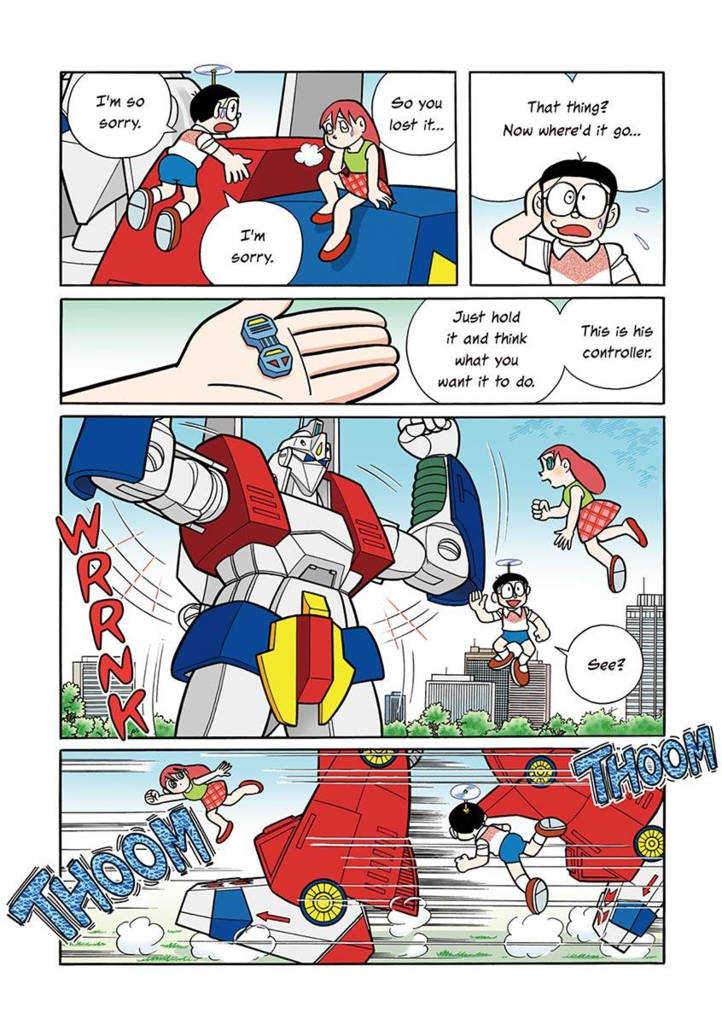 I'm so
sorry.
So you
lost it...
I'm
sorry.
That thing?
Now where'd it go...
Just hold
it and think
what you
want it to do.
This is his
controller.
WRRNK
See?
THOOM
THOOM